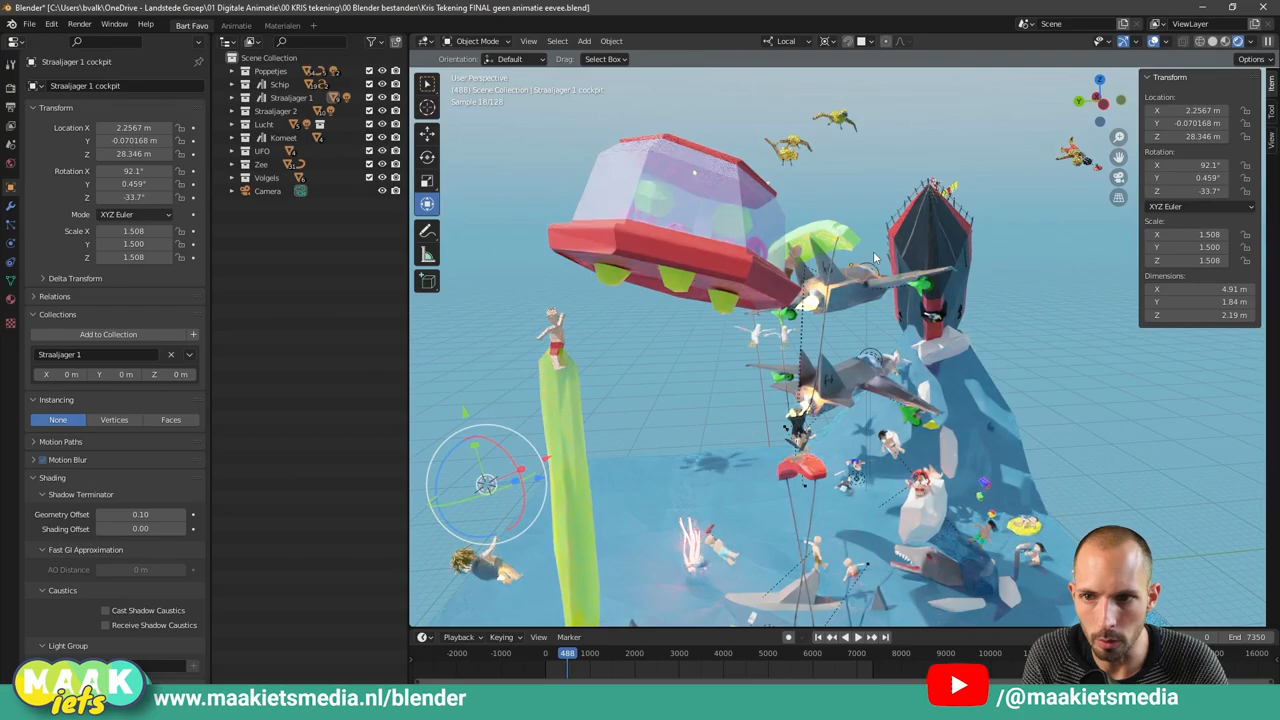 Blender* [C:\Users\bvalk\OneDrive - Landstede Groep\01 Digitale Animatie\00 KRIS tekening\00 Blender bestanden\Kris Tekening FINAL geen animatie eevee.blend]
File Edit Render Window Help Bart Favo Animatie Materialen
Scene ViewLayer
Object Mode View Select Add Object Local
Orientation: Default Drag: Select Box Options
Straaljager 1 cockpit
Straaljager 1 cockpit
Transform
Location X 2.2567 m
Y -0.070168 m
Z 28.346 m
Rotation X 92.1°
Y 0.459°
Z -33.7°
Mode XYZ Euler
Scale X 1.508
Y 1.500
Z 1.508
Delta Transform
Relations
Collections
Add to Collection
Straaljager 1
X 0 m Y 0 m Z 0 m
Instancing
None Vertices Faces
Motion Paths
Motion Blur
Shading
Shadow Terminator
Geometry Offset 0.10
Shading Offset 0.00
Fast GI Approximation
AO Distance 0 m
Caustics
Cast Shadow Caustics
Receive Shadow Caustics
Light Group
Scene Collection
Poppetjes
Schip
Straaljager 1
Straaljager 2
Lucht
Komeet
UFO
Zee
Volgels
Camera
User Perspective
(488) Scene Collection | Straaljager 1 cockpit
Sample 18/128
Transform
Location:
X 2.2567 m
Y -0.070168 m
Z 28.346 m
Rotation:
X 92.1°
Y 0.459°
Z -33.7°
XYZ Euler
Scale:
X 1.508
Y 1.500
Z 1.508
Dimensions:
X 4.91 m
Y 1.84 m
Z 2.19 m
Item
Tool
View
Playback Keying View Marker
0 End 7350
-2000 -1000 0 488 1000 2000 3000 4000 5000 6000 7000 8000 9000 10000 16000
MAAK
iets
www.maakietsmedia.nl/blender
/@maakietsmedia